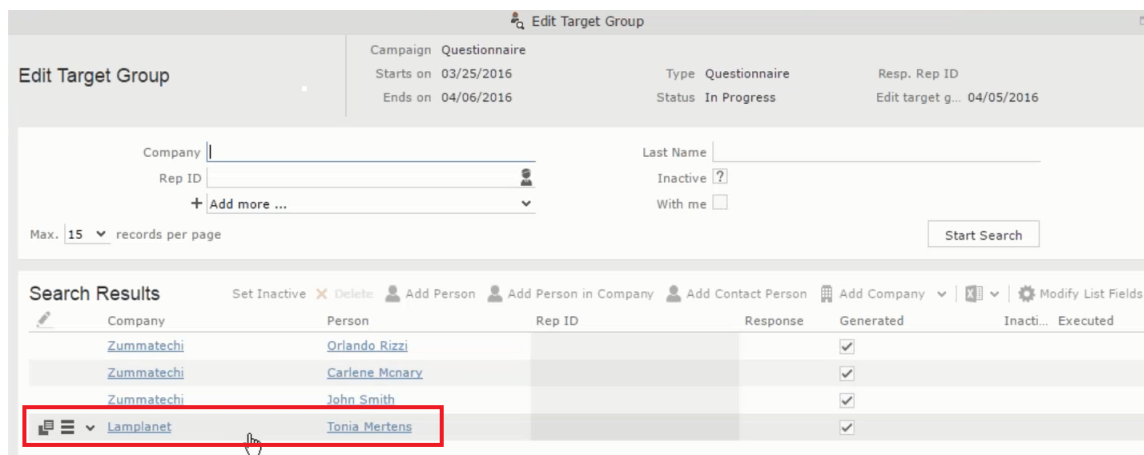 Edit Target Group
Edit Target Group
Campaign Questionnaire
Starts on 03/25/2016 Type Questionnaire Resp. Rep ID
Ends on 04/06/2016 Status In Progress Edit target g... 04/05/2016
Company Last Name
Rep ID Inactive ?
+ Add more ... With me
Max. 15 records per page Start Search
Search Results Set Inactive Delete Add Person Add Person in Company Add Contact Person Add Company Modify List Fields
Company Person Rep ID Response Generated Inacti... Executed
Zummatechi Orlando Rizzi
Zummatechi Carlene Mcnary
Zummatechi John Smith
Lamplanet Tonia Mertens